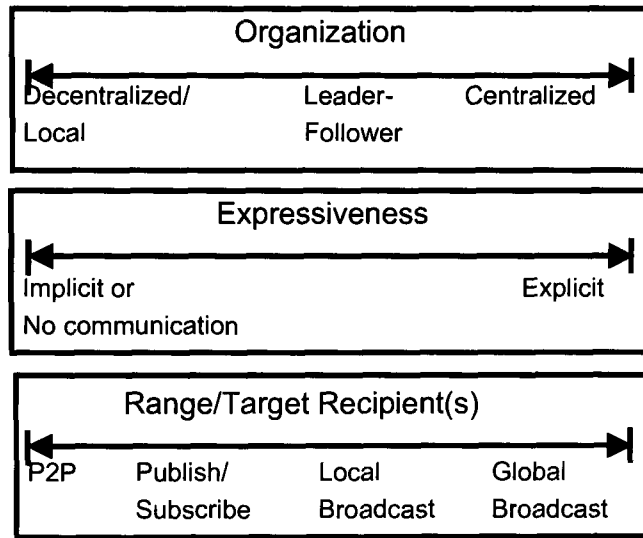 Organization
Decentralized/ Leader- Centralized
Local Follower
Expressiveness
Implicit or Explicit
No communication
Range/Target Recipient(s)
P2P Publish/ Local Global
Subscribe Broadcast Broadcast